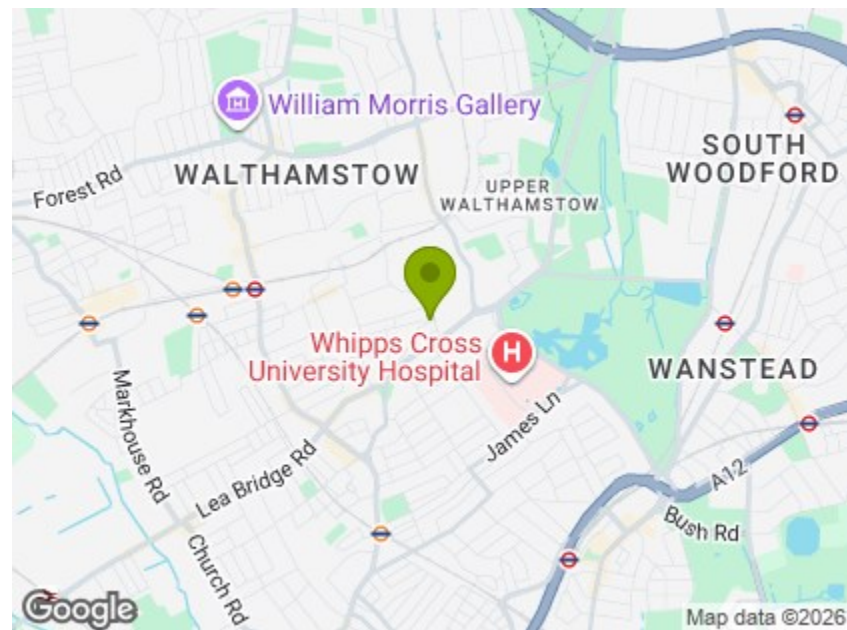 William Morris Gallery
SOUTH
WOODFORD
WALTHAMSTOW
UPPER
WALTHAMSTOW
Forest Rd
Whipps Cross
University Hospital
H
WANSTEAD
Markhouse Rd
James Ln
Lea Bridge Rd
A12
Bush Rd
Church Rd
Google
Map data ©2026